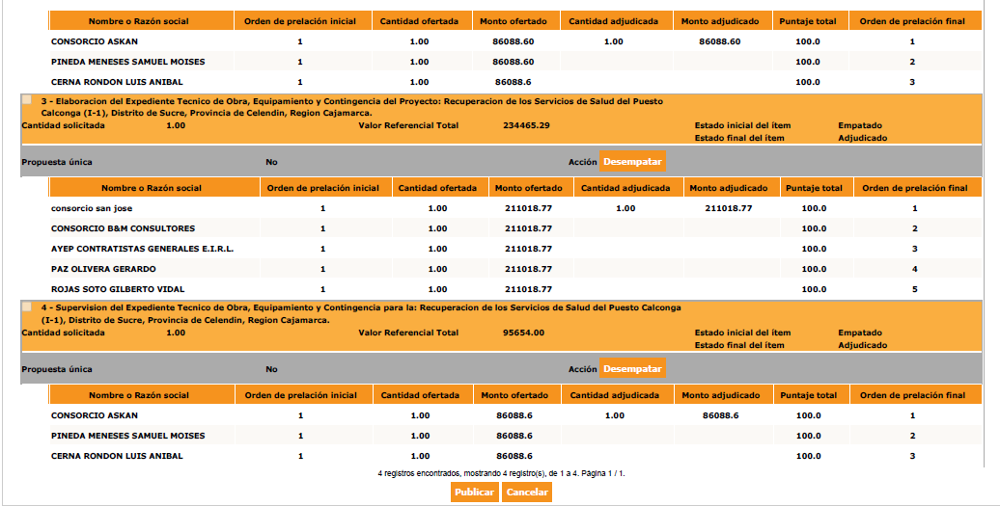 Nombre o Razón social Orden de prelación inicial Cantidad ofertada Monto ofertado Cantidad adjudicada Monto adjudicado Puntaje total Orden de prelación final
CONSORCIO ASKAN 1 1.00 86088.60 1.00 86088.60 100.0 1
PINEDA MENESES SAMUEL MOISES 1 1.00 86088.60 100.0 2
CERNA RONDON LUIS ANIBAL 1 1.00 86088.6 100.0 3
3 - Elaboracion del Expediente Tecnico de Obra, Equipamiento y Contingencia del Proyecto: Recuperacion de los Servicios de Salud del Puesto
Calconga (I-1), Distrito de Sucre, Provincia de Celendin, Region Cajamarca.
Cantidad solicitada 1.00 Valor Referencial Total 234465.29 Estado inicial del ítem Empatado
Estado final del ítem Adjudicado
Propuesta única No Acción Desempatar
Nombre o Razón social Orden de prelación inicial Cantidad ofertada Monto ofertado Cantidad adjudicada Monto adjudicado Puntaje total Orden de prelación final
consorcio san jose 1 1.00 211018.77 1.00 211018.77 100.0 1
CONSORCIO B&M CONSULTORES 1 1.00 211018.77 100.0 2
AYEP CONTRATISTAS GENERALES E.I.R.L. 1 1.00 211018.77 100.0 3
PAZ OLIVERA GERARDO 1 1.00 211018.77 100.0 4
ROJAS SOTO GILBERTO VIDAL 1 1.00 211018.77 100.0 5
4 - Supervision del Expediente Tecnico de Obra, Equipamiento y Contingencia para la: Recuperacion de los Servicios de Salud del Puesto Calconga
(I-1), Distrito de Sucre, Provincia de Celendin, Region Cajamarca.
Cantidad solicitada 1.00 Valor Referencial Total 95654.00 Estado inicial del ítem Empatado
Estado final del ítem Adjudicado
Propuesta única No Acción Desempatar
Nombre o Razón social Orden de prelación inicial Cantidad ofertada Monto ofertado Cantidad adjudicada Monto adjudicado Puntaje total Orden de prelación final
CONSORCIO ASKAN 1 1.00 86088.6 1.00 86088.6 100.0 1
PINEDA MENESES SAMUEL MOISES 1 1.00 86088.6 100.0 2
CERNA RONDON LUIS ANIBAL 1 1.00 86088.6 100.0 3
4 registros encontrados, mostrando 4 registro(s), de 1 a 4. Página 1 / 1.
Publicar Cancelar